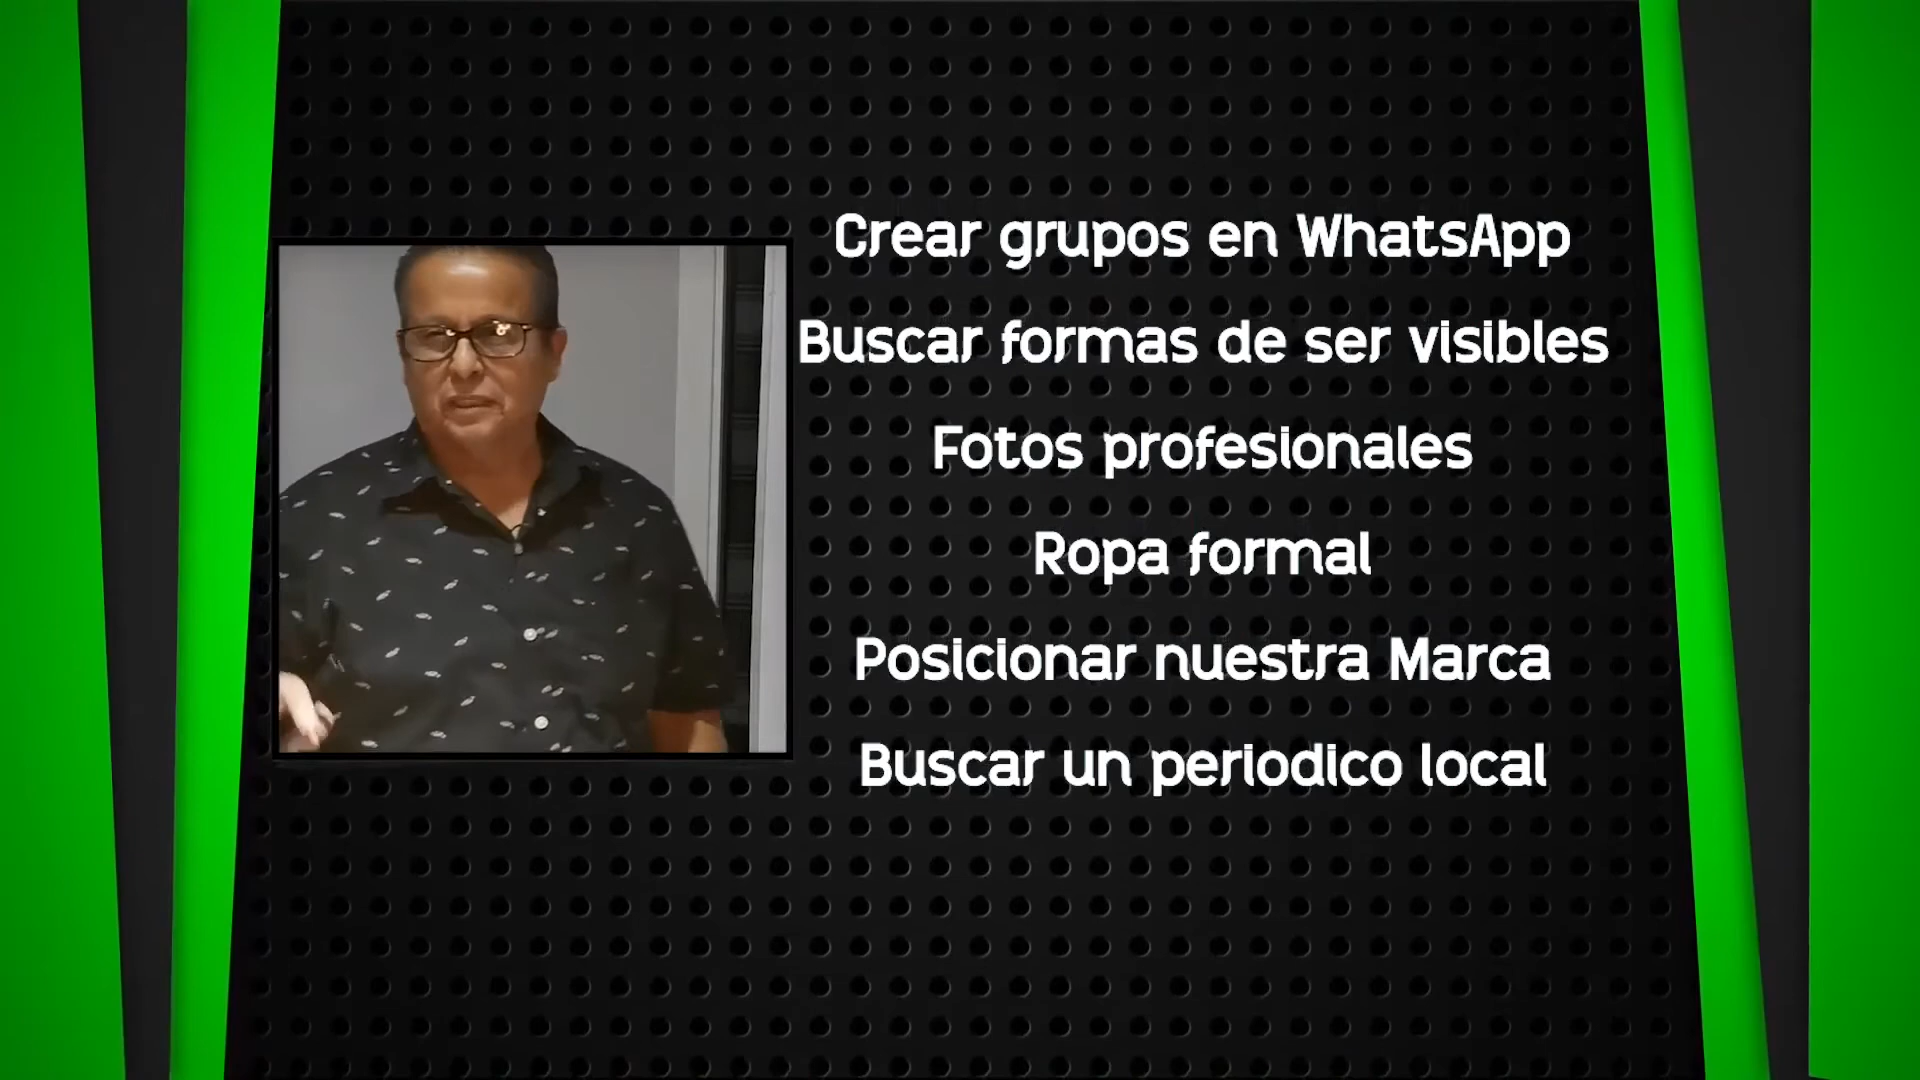 Crear grupos en WhatsApp
Buscar formas de ser visibles
Fotos profesionales
Ropa formal
Posicionar nuestra Marca
Buscar un periodico local